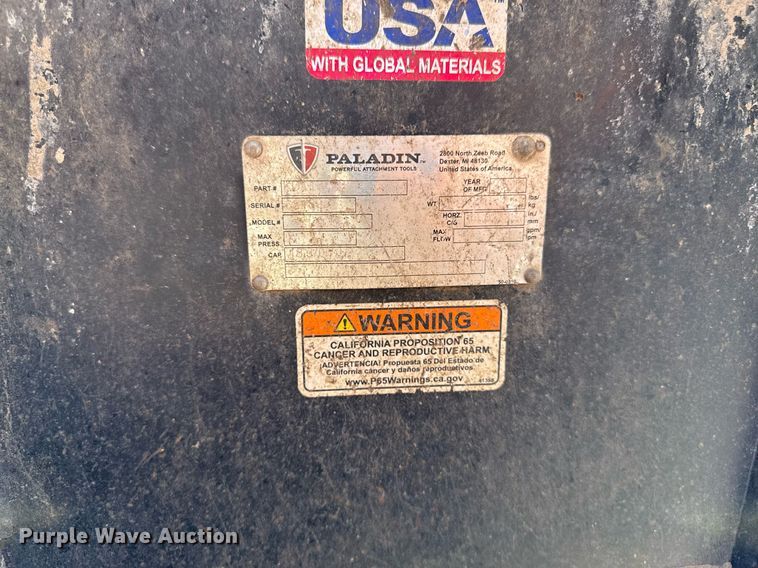 USA
WITH GLOBAL MATERIALS
PALADIN™
POWERFUL ATTACHMENT TOOLS
2800 North Zeeb Road
Dexter, MI 48130
United States of America
PART #
YEAR OF MFG
SERIAL #
WT
lbs/
kg
MODEL #
HORZ. C/G
in/
mm
MAX PRESS
MAX FLOW
gpm/
lpm
CAP.
⚠WARNING
CALIFORNIA PROPOSITION 65
CANCER AND REPRODUCTIVE HARM
ADVERTENCIA! Propuesta 65 Del Estado de
California cáncer y daños reproductivos
www.P65Warnings.ca.gov
Purple Wave Auction®